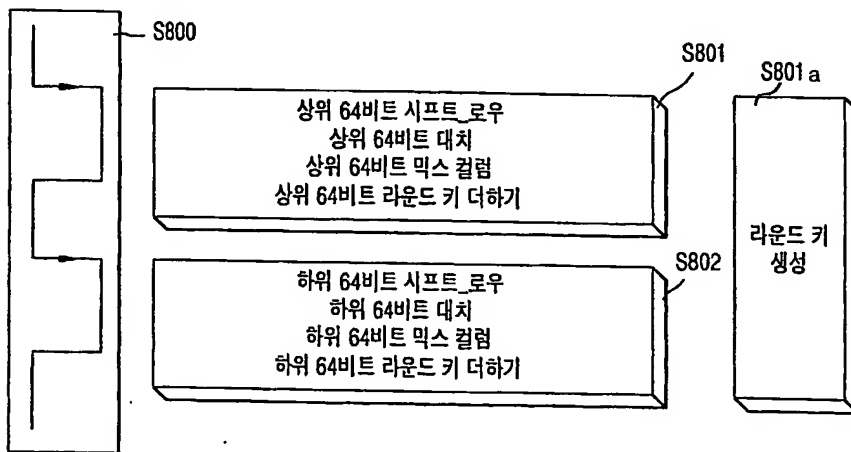 S800
S801
S801a
상위 64비트 시프트_로우
상위 64비트 대치
상위 64비트 믹스 컬럼
상위 64비트 라운드 키 더하기
라운드 키
생성
S802
하위 64비트 시프트_로우
하위 64비트 대치
하위 64비트 믹스 컬럼
하위 64비트 라운드 키 더하기